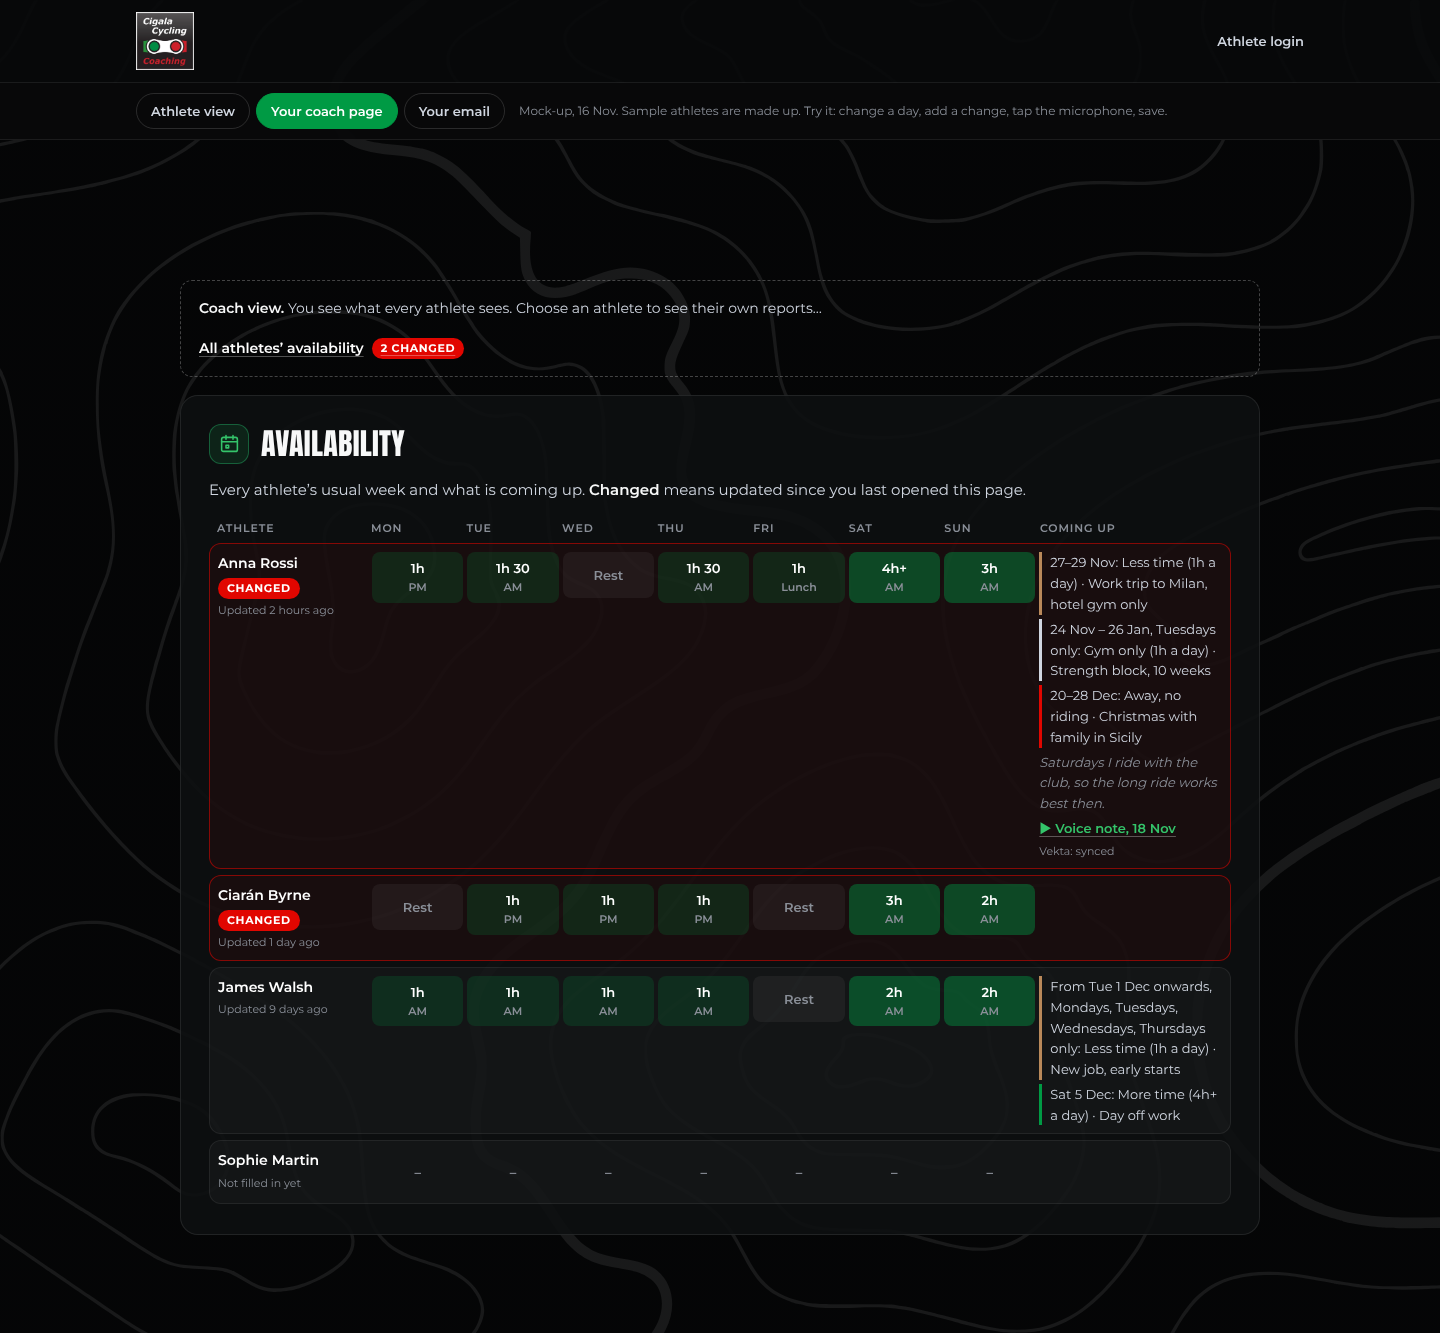 Cigala
Cycling
Coaching
Athlete login
Athlete view
Your coach page
Your email
Mock-up, 16 Nov. Sample athletes are made up. Try it: change a day, add a change, tap the microphone, save.
Coach view. You see what every athlete sees. Choose an athlete to see their own reports...
All athletes’ availability
2 CHANGED
AVAILABILITY
Every athlete’s usual week and what is coming up. Changed means updated since you last opened this page.
ATHLETE MON TUE WED THU FRI SAT SUN COMING UP
Anna Rossi
CHANGED
Updated 2 hours ago
1h 1h 30 Rest 1h 30 1h 4h+ 3h
PM AM AM Lunch AM AM
27–29 Nov: Less time (1h a
day) · Work trip to Milan,
hotel gym only
24 Nov – 26 Jan, Tuesdays
only: Gym only (1h a day) ·
Strength block, 10 weeks
20–28 Dec: Away, no
riding · Christmas with
family in Sicily
Saturdays I ride with the
club, so the long ride works
best then.
▶ Voice note, 18 Nov
Vekta: synced
Ciarán Byrne
CHANGED
Updated 1 day ago
Rest 1h 1h 1h Rest 3h 2h
PM PM PM AM AM
James Walsh
Updated 9 days ago
1h 1h 1h 1h Rest 2h 2h
AM AM AM AM AM AM
From Tue 1 Dec onwards,
Mondays, Tuesdays,
Wednesdays, Thursdays
only: Less time (1h a day) ·
New job, early starts
Sat 5 Dec: More time (4h+
a day) · Day off work
Sophie Martin
Not filled in yet
– – – – – – –